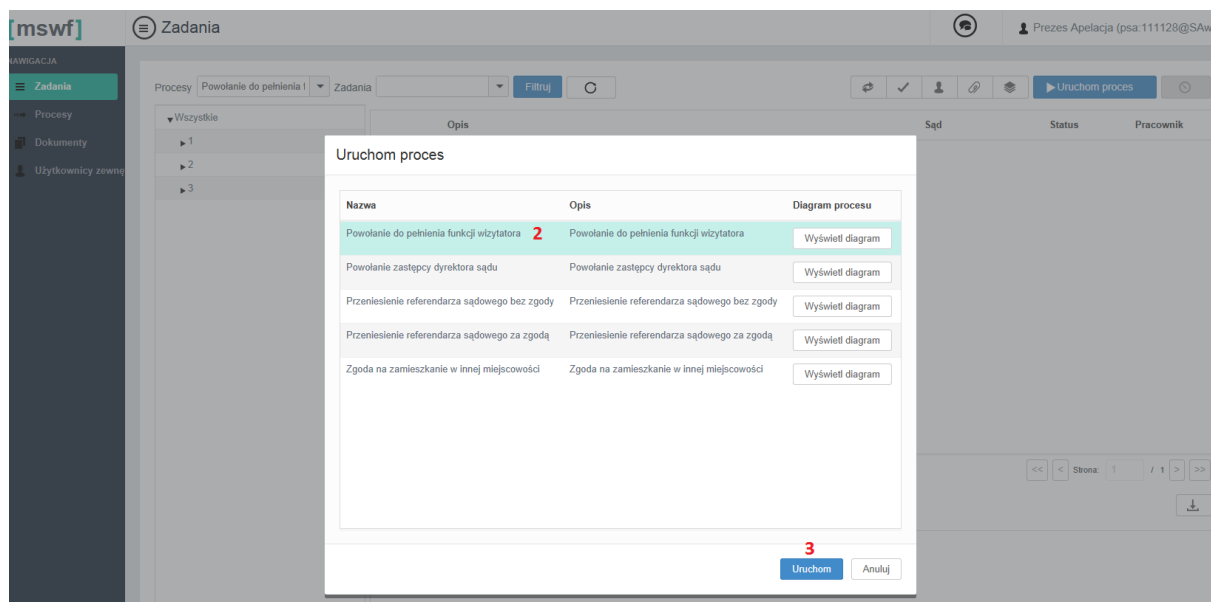 [mswf]
Zadania
Prezes Apelacja (psa:111128@SAw
NAWIGACJA
Zadania
Procesy
Dokumenty
Użytkownicy zewnę
Procesy Powołanie do pełnienia f Zadania Filtruj Uruchom proces
Wszystkie
1
2
3
Opis Sąd Status Pracownik
Uruchom proces
Nazwa Opis Diagram procesu
Powołanie do pełnienia funkcji wizytatora 2 Powołanie do pełnienia funkcji wizytatora Wyświetl diagram
Powołanie zastępcy dyrektora sądu Powołanie zastępcy dyrektora sądu Wyświetl diagram
Przeniesienie referendarza sądowego bez zgody Przeniesienie referendarza sądowego bez zgody Wyświetl diagram
Przeniesienie referendarza sądowego za zgodą Przeniesienie referendarza sądowego za zgodą Wyświetl diagram
Zgoda na zamieszkanie w innej miejscowości Zgoda na zamieszkanie w innej miejscowości Wyświetl diagram
<< < Strona: 1 / 1 > >>
3
Uruchom Anuluj